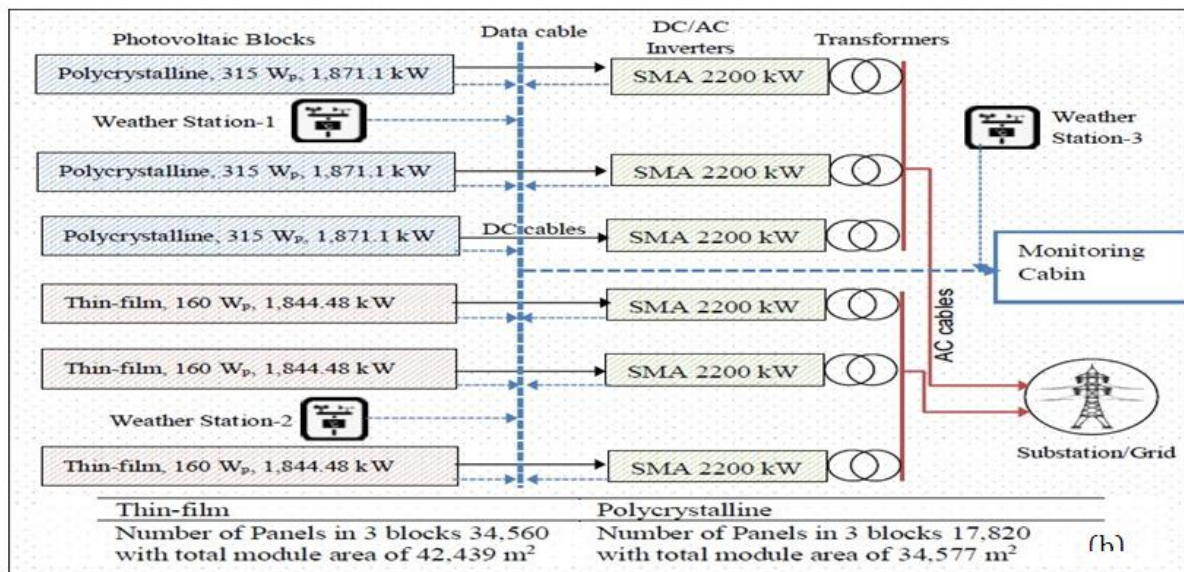 Photovoltaic Blocks
Data cable
DC/AC
Inverters
Transformers
Polycrystalline, 315 Wₚ, 1,871.1 kW
SMA 2200 kW
Weather Station-1
Weather
Station-3
Polycrystalline, 315 Wₚ, 1,871.1 kW
SMA 2200 kW
Polycrystalline, 315 Wₚ, 1,871.1 kW
DC cables
SMA 2200 kW
Monitoring
Cabin
Thin-film, 160 Wₚ, 1,844.48 kW
SMA 2200 kW
AC cables
Thin-film, 160 Wₚ, 1,844.48 kW
SMA 2200 kW
Weather Station-2
Thin-film, 160 Wₚ, 1,844.48 kW
SMA 2200 kW
Substation/Grid
Thin-film
Number of Panels in 3 blocks 34,560
with total module area of 42,439 m²
Polycrystalline
Number of Panels in 3 blocks 17,820
with total module area of 34,577 m²
(b)